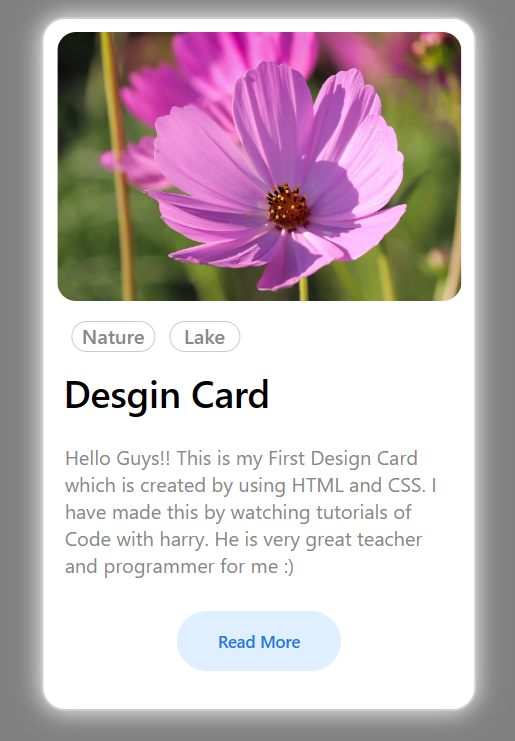 Nature Lake
Desgin Card
Hello Guys!! This is my First Design Card
which is created by using HTML and CSS. I
have made this by watching tutorials of
Code with harry. He is very great teacher
and programmer for me :)
Read More